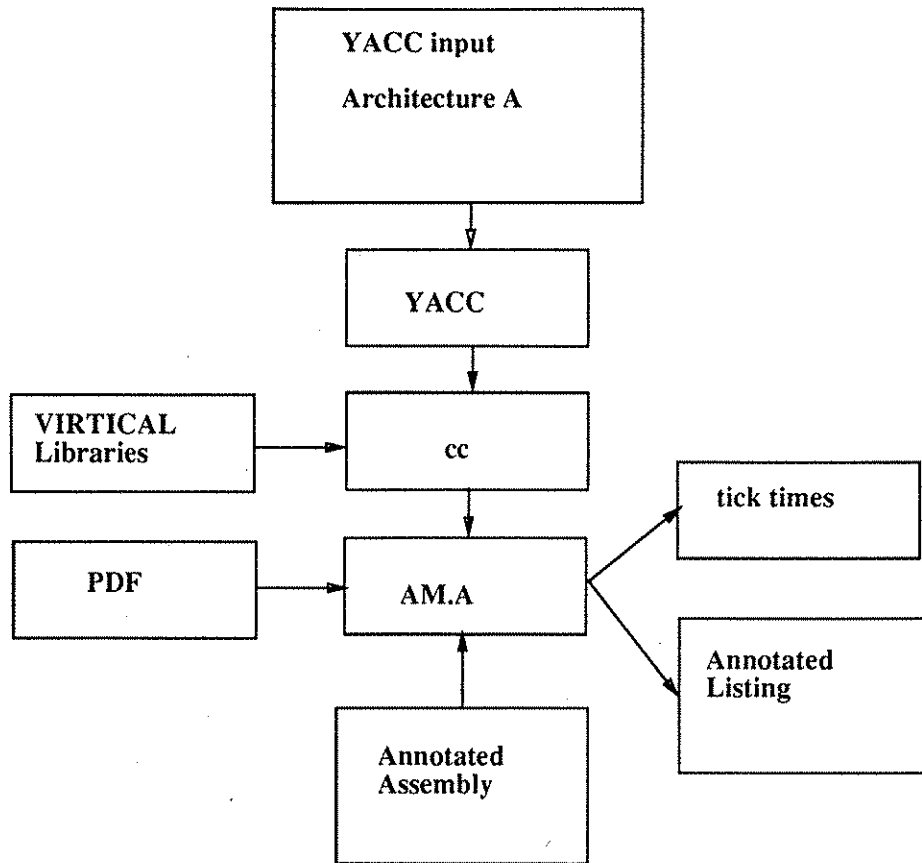 YACC input
Architecture A
YACC
VIRTICAL
Libraries
cc
tick times
PDF
AM.A
Annotated
Listing
Annotated
Assembly